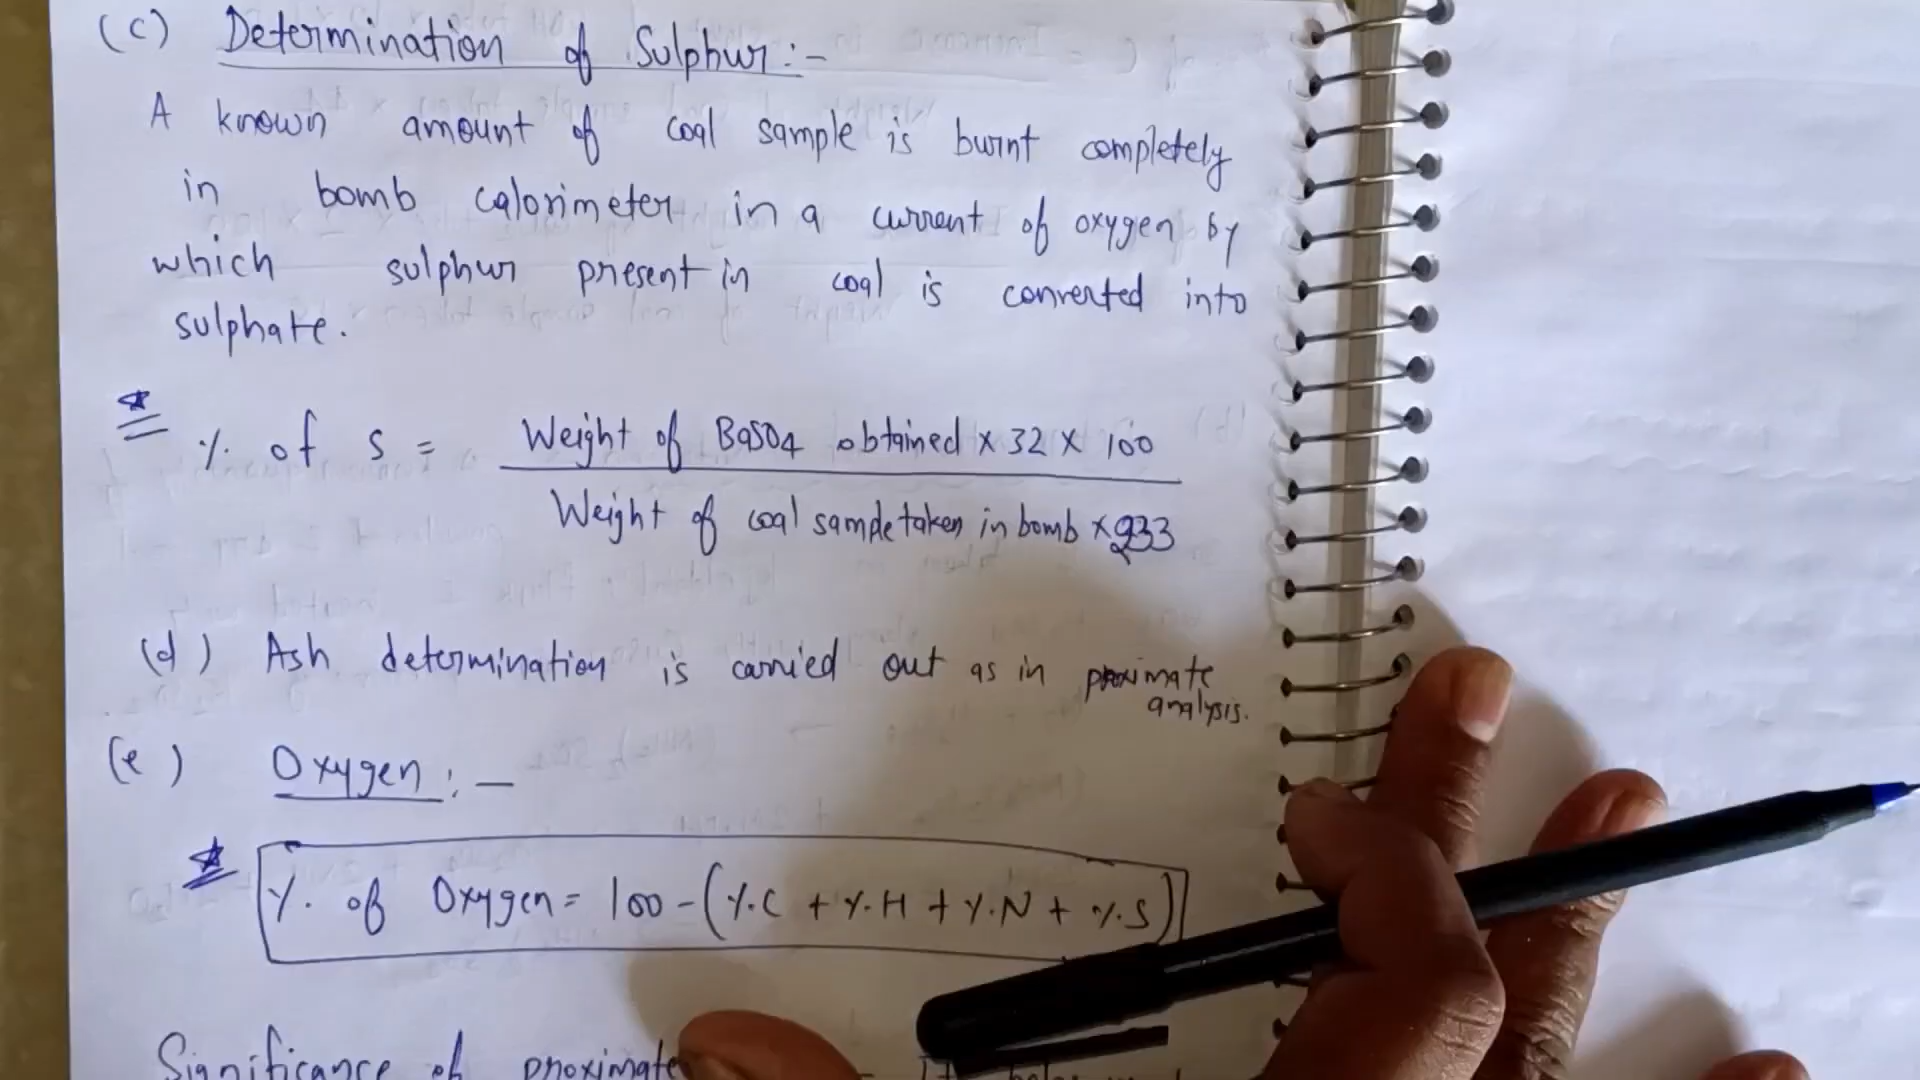 (c) Determination of Sulphur:-
A known amount of coal sample is burnt completely
in bomb calorimeter in a current of oxygen by
which sulphur present in coal is converted into
sulphate.
% of S = Weight of BaSO4 obtained x 32 x 100
Weight of coal sample taken in bomb x 233
(d) Ash determination is carried out as in proximate
analysis.
(e) Oxygen:-
% of Oxygen = 100 - (%C + %H + %N + %S)
Significance of proximate